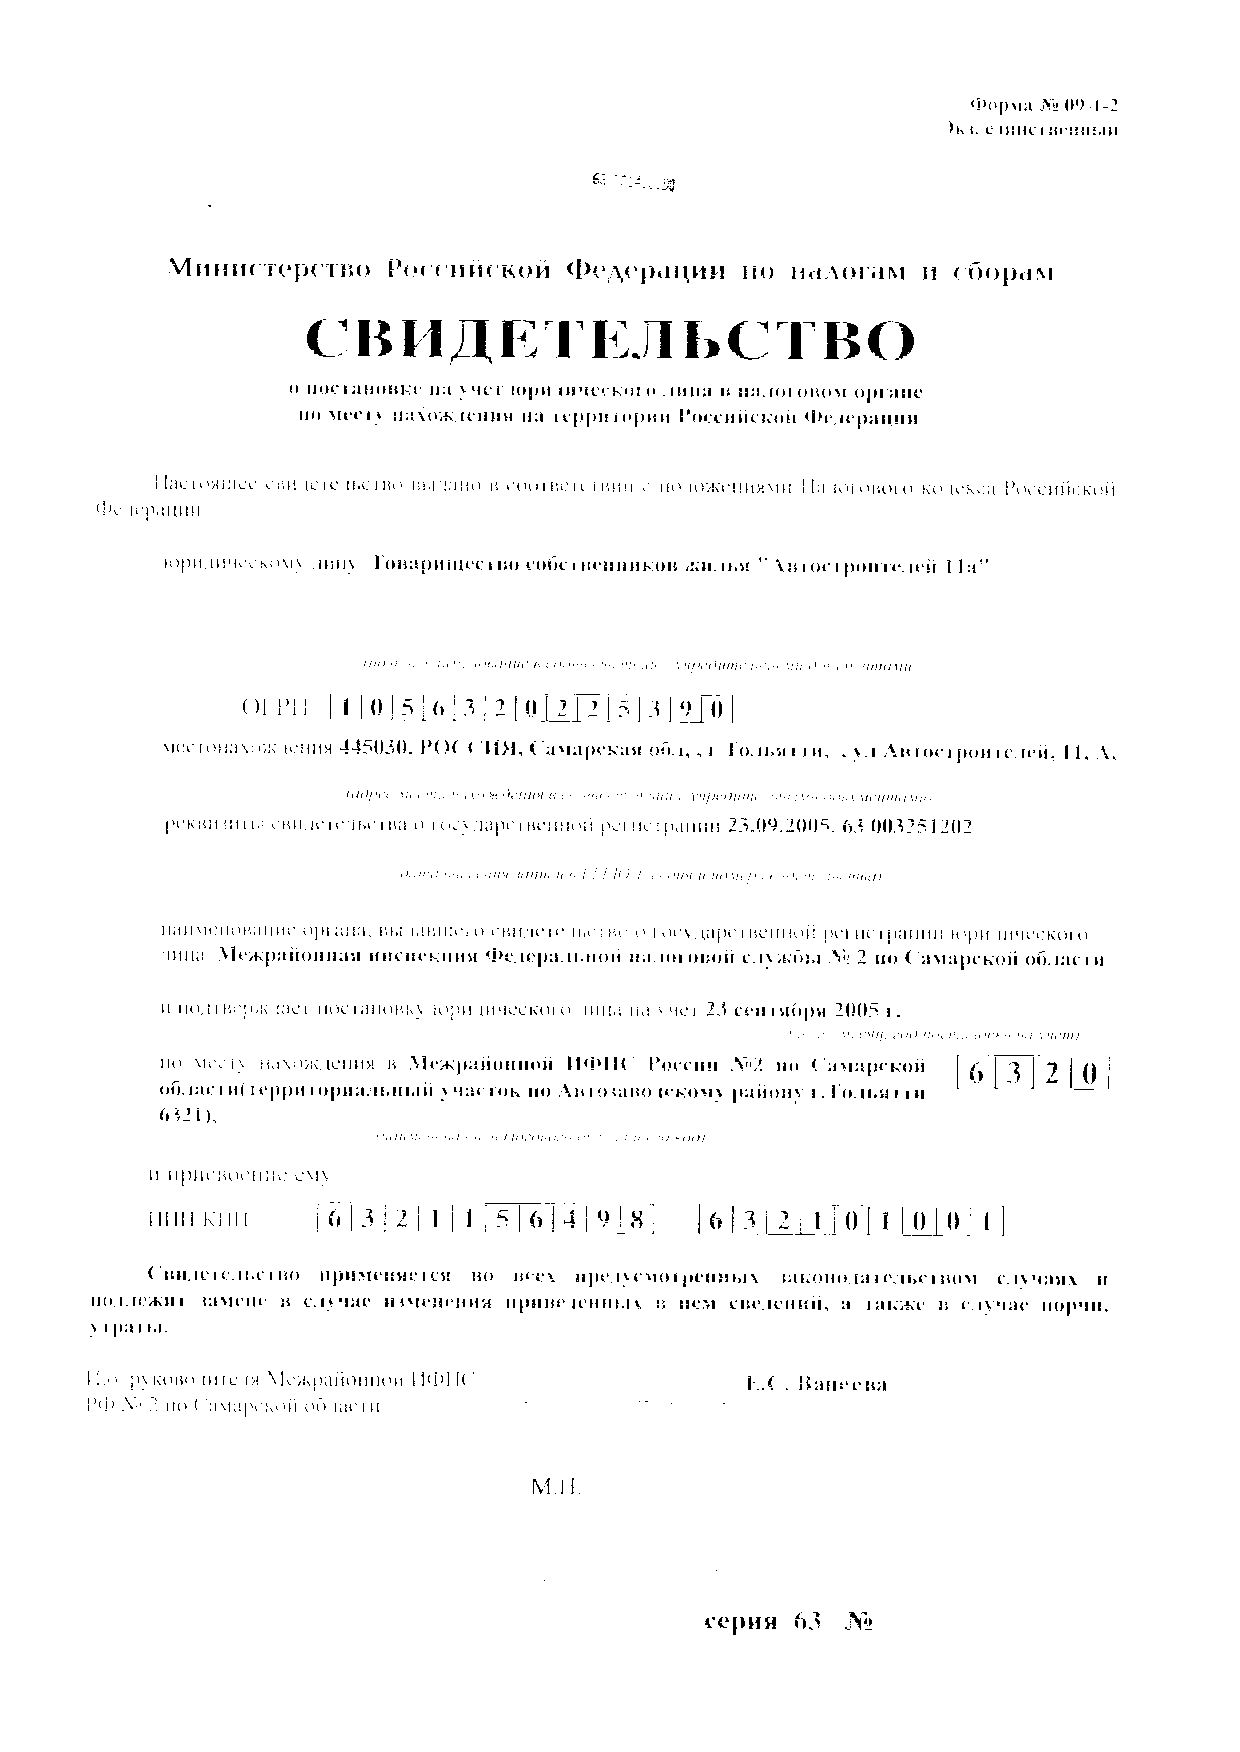 Форма № 09-1-2
Экз. единственный
63
Министерство Российской Федерации по налогам и сборам
СВИДЕТЕЛЬСТВО
о постановке на учет юридического лица в налоговом органе
по месту нахождения на территории Российской Федерации
Настоящее свидетельство выдано в соответствии с положениями Налогового кодекса Российской
Федерации
юридическому лицу Товарищество собственников жилья "Автостроителей 11а"
ОГРН 1 0 5 6 3 2 0 2 2 5 3 9 0
местонахождения 445030, РОССИЯ, Самарская обл, , г Тольятти, , ул Автостроителей, 11, А,
реквизиты свидетельства о государственной регистрации 23.09.2005, 63 003251202
наименование органа, выдавшего свидетельство о государственной регистрации юридического
лица Межрайонная инспекция Федеральной налоговой службы № 2 по Самарской области
и подтверждает постановку юридического лица на учет 23 сентября 2005 г.
по месту нахождения в Межрайонной ИФНС России №2 по Самарской 6 3 2 0
области(территориальный участок по Автозаводскому району г.Тольятти
6321),
и присвоение ему
ИНН КПП 6 3 2 1 1 5 6 4 9 8 6 3 2 1 0 1 0 0 1
Свидетельство применяется во всех предусмотренных законодательством случаях и
подлежит замене в случае изменения приведенных в нем сведений, а также в случае порчи,
утраты.
И.о. руководителя Межрайонной ИФНС Е.С. Ванеева
РФ № 2 по Самарской области
М.П.
серия 63 №